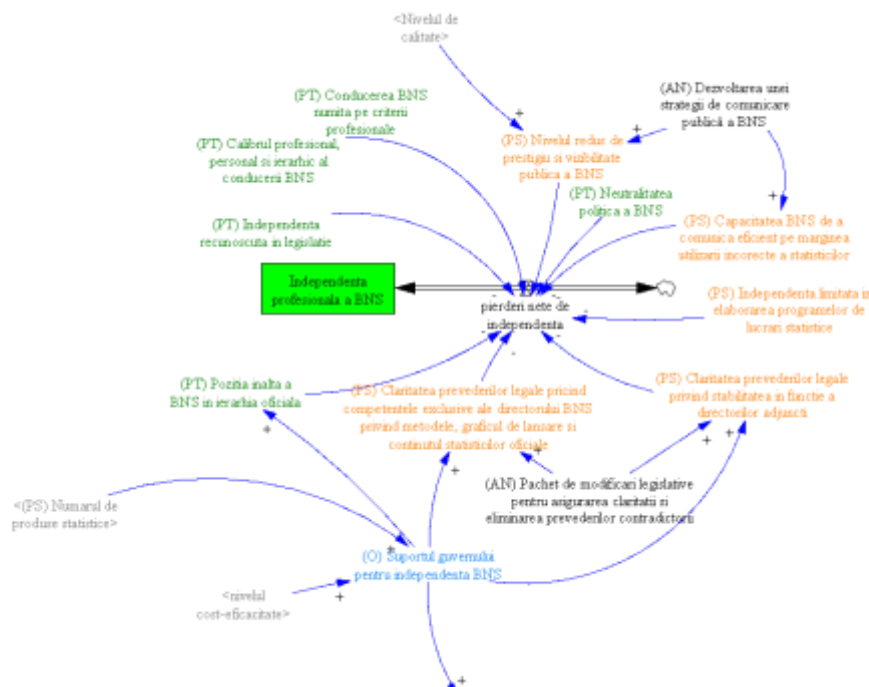 <Nivelul de
calitate>
(PT) Conducerea BNS
numita pe criterii
profesionale
(AN) Dezvoltarea unei
strategii de comunicare
publică a BNS
(PT) Calibrul profesional,
personal si ierarhic al
conducerii BNS
(PS) Nivelul redus de
prestigiu si vizibilitate
publica a BNS
(PT) Neutralitatea
politica a BNS
(PT) Independenta
recunoscuta in legislatie
(PS) Capacitatea BNS de a
comunica eficient pe marginea
utilizarii incorecte a statisticilor
Independenta
profesionala a BNS
pierderi nete de
independenta
(PS) Independenta limitata in
elaborarea programelor de
lucrari statistice
(PT) Pozitia inalta a
BNS in ierarhia oficiala
(PS) Claritatea prevederilor legale pricind
competentele exclusive ale directorului BNS
privind metodele, graficul de lansare si
continutul statisticilor oficiale
(PS) Claritatea prevederilor legale
privind stabilitatea in functie a
directorilor adjuncti
(AN) Pachet de modificari legislative
pentru asigurarea claritatii si
eliminarea prevederilor contradictorii
<(PS) Numarul de
produse statistice>
(O) Suportul guvernului
pentru independenta BNS
<nivelul
cost-eficacitate>